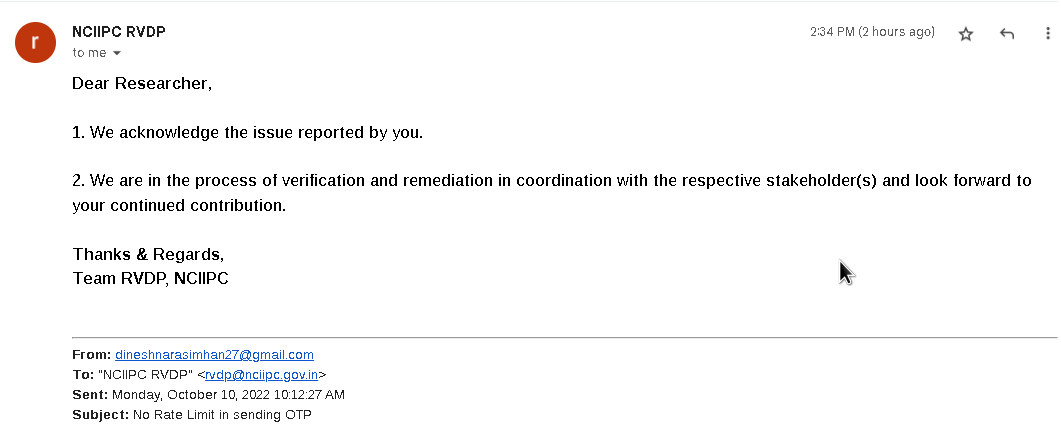 r
NCIIPC RVDP
2:34 PM (2 hours ago)
to me
Dear Researcher,
1. We acknowledge the issue reported by you.
2. We are in the process of verification and remediation in coordination with the respective stakeholder(s) and look forward to
your continued contribution.
Thanks & Regards,
Team RVDP, NCIIPC
From: dineshnarasimhan27@gmail.com
To: "NCIIPC RVDP" <rvdp@nciipc.gov.in>
Sent: Monday, October 10, 2022 10:12:27 AM
Subject: No Rate Limit in sending OTP